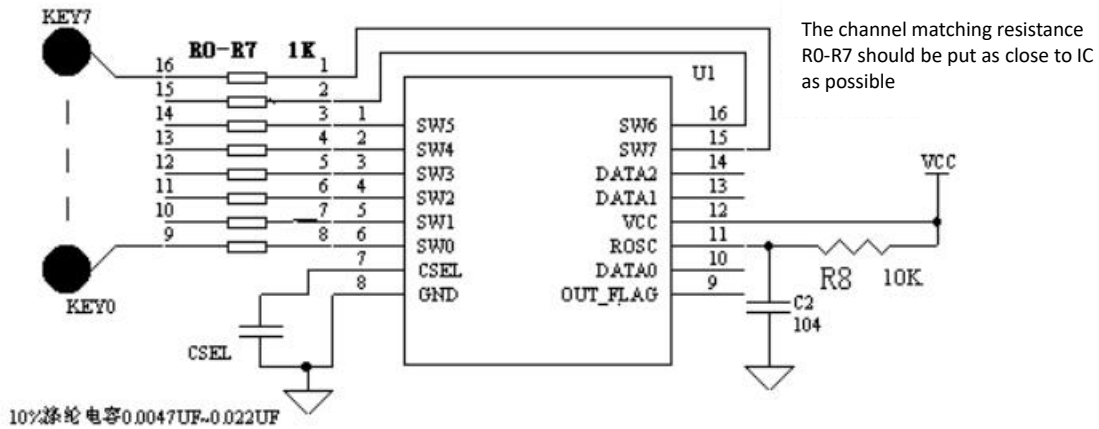 KEY7
R0-R7 1K
The channel matching resistance
R0-R7 should be put as close to IC
as possible
U1
16 1
15 2
14 3 1 SW5 SW6 16
13 4 2 SW4 SW7 15
12 5 3 SW3 DATA2 14
11 6 4 SW2 DATA1 13
10 7 5 SW1 VCC 12
9 8 6 SW0 ROSC 11
7 CSEL DATA0 10
8 GND OUT_FLAG 9
VCC
R8 10K
KEY0
C2
104
CSEL
10%涤纶电容0.0047UF~0.022UF